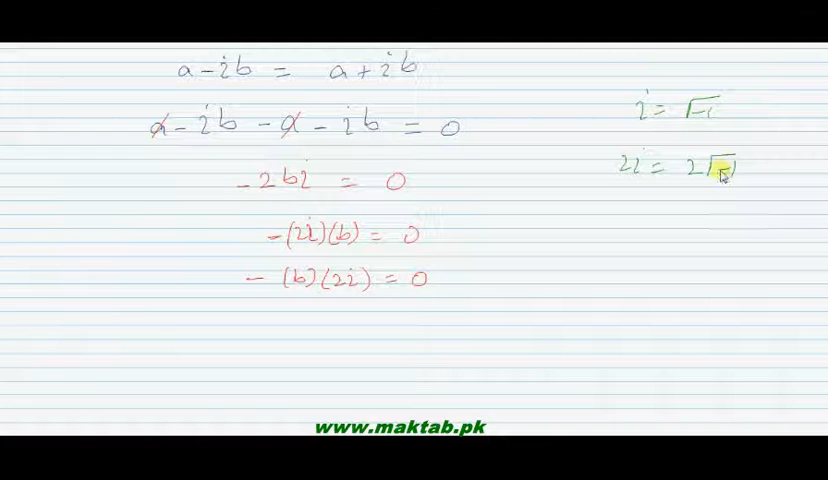 a - ib = a + ib
a - ib - a - ib = 0
- 2bi = 0
- (2i)(b) = 0
- (b)(2i) = 0
i = √-1
2i = 2√-1
www.maktab.pk